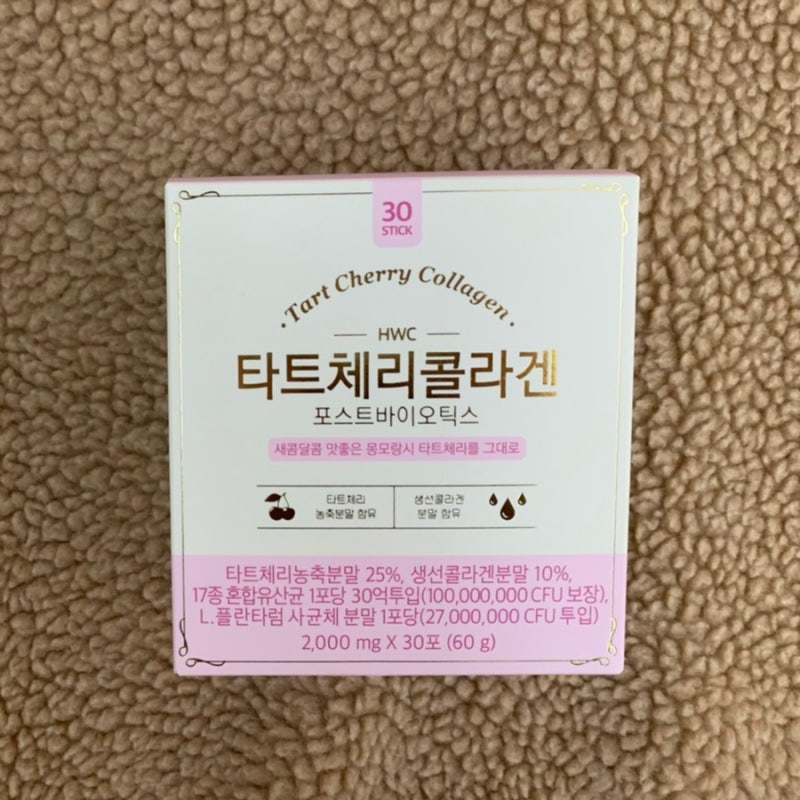 30
STICK
· Tart Cherry Collagen ·
HWC
타트체리콜라겐
포스트바이오틱스
새콤달콤 맛좋은 몽모랑시 타트체리를 그대로
타트체리
농축분말 함유
생선콜라겐
분말 함유
타트체리농축분말 25%, 생선콜라겐분말 10%,
17종 혼합유산균 1포당 30억투입(100,000,000 CFU 보장),
L.플란타럼 사균체 분말 1포당(27,000,000 CFU 투입)
2,000 mg X 30포 (60 g)